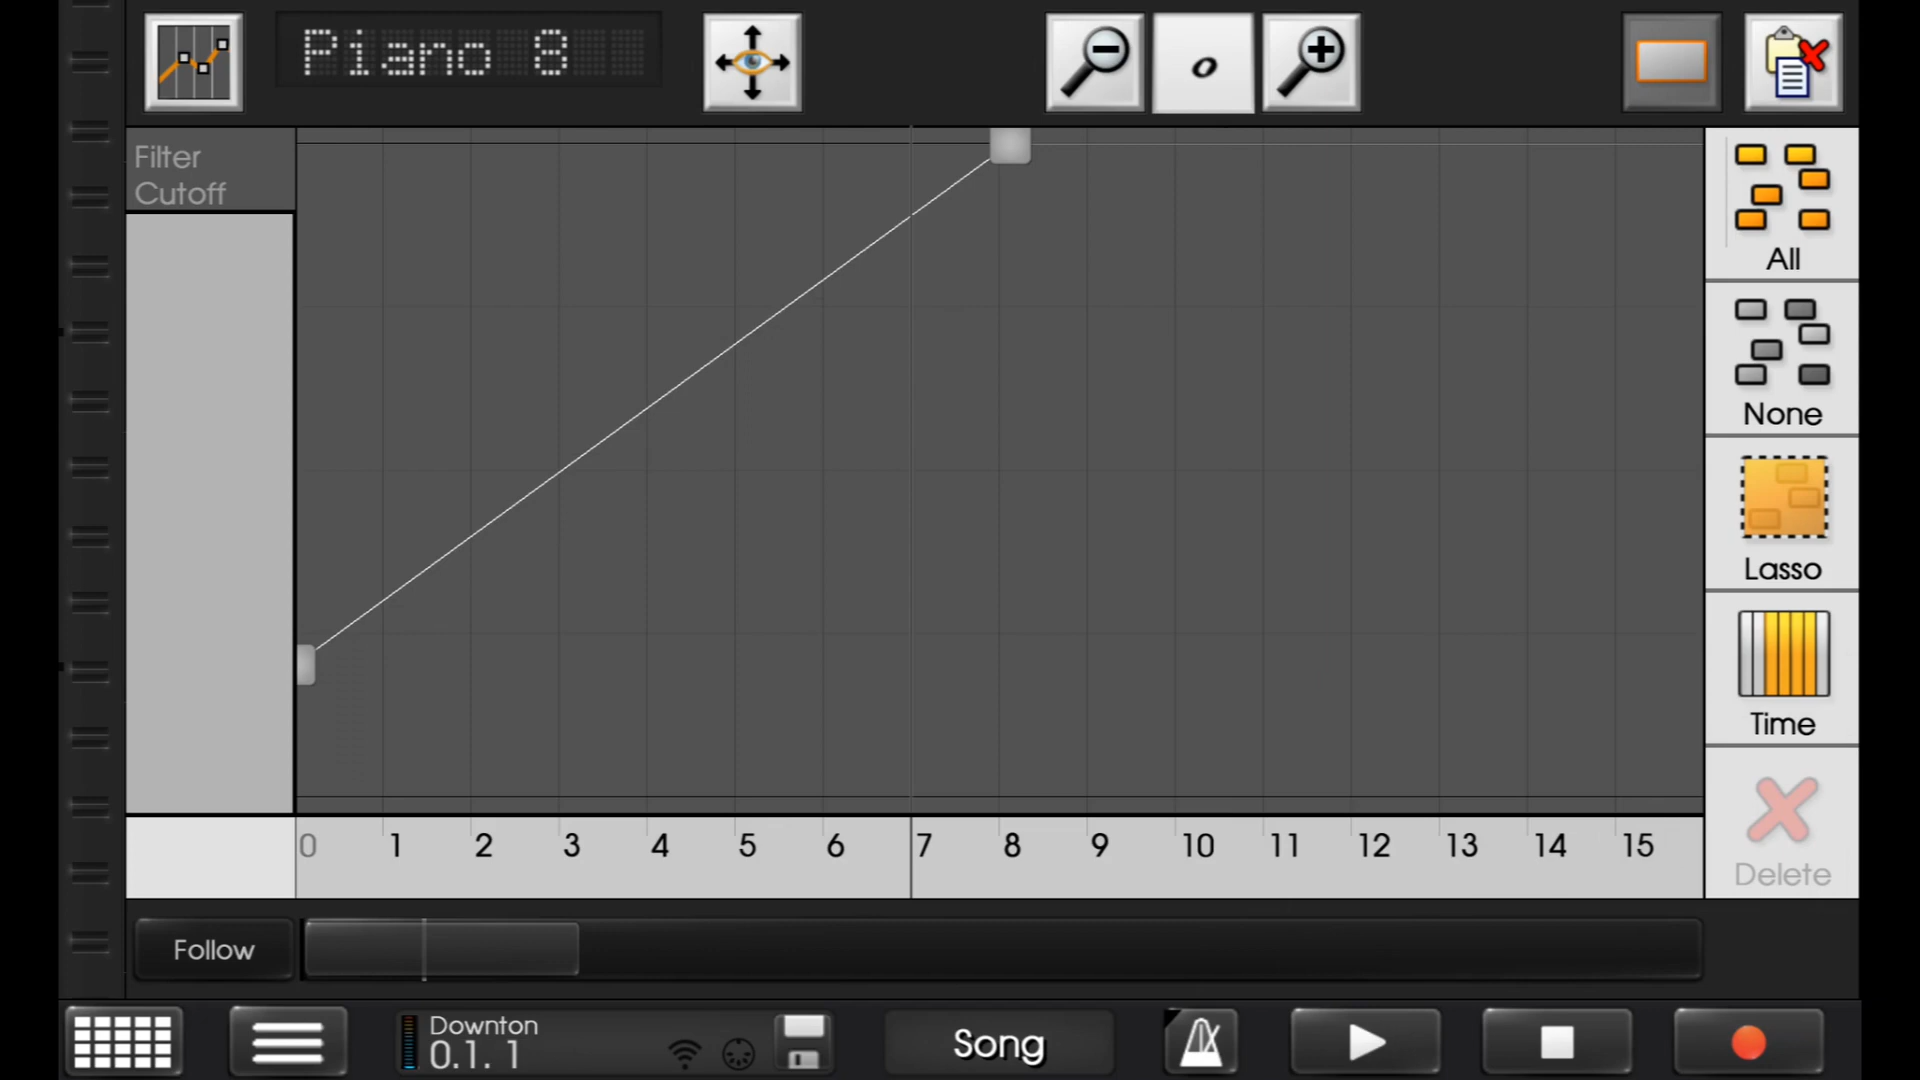 Piano 8
Filter
Cutoff
All
None
Lasso
Time
Delete
0 1 2 3 4 5 6 7 8 9 10 11 12 13 14 15
Follow
Downton
0.1. 1
Song